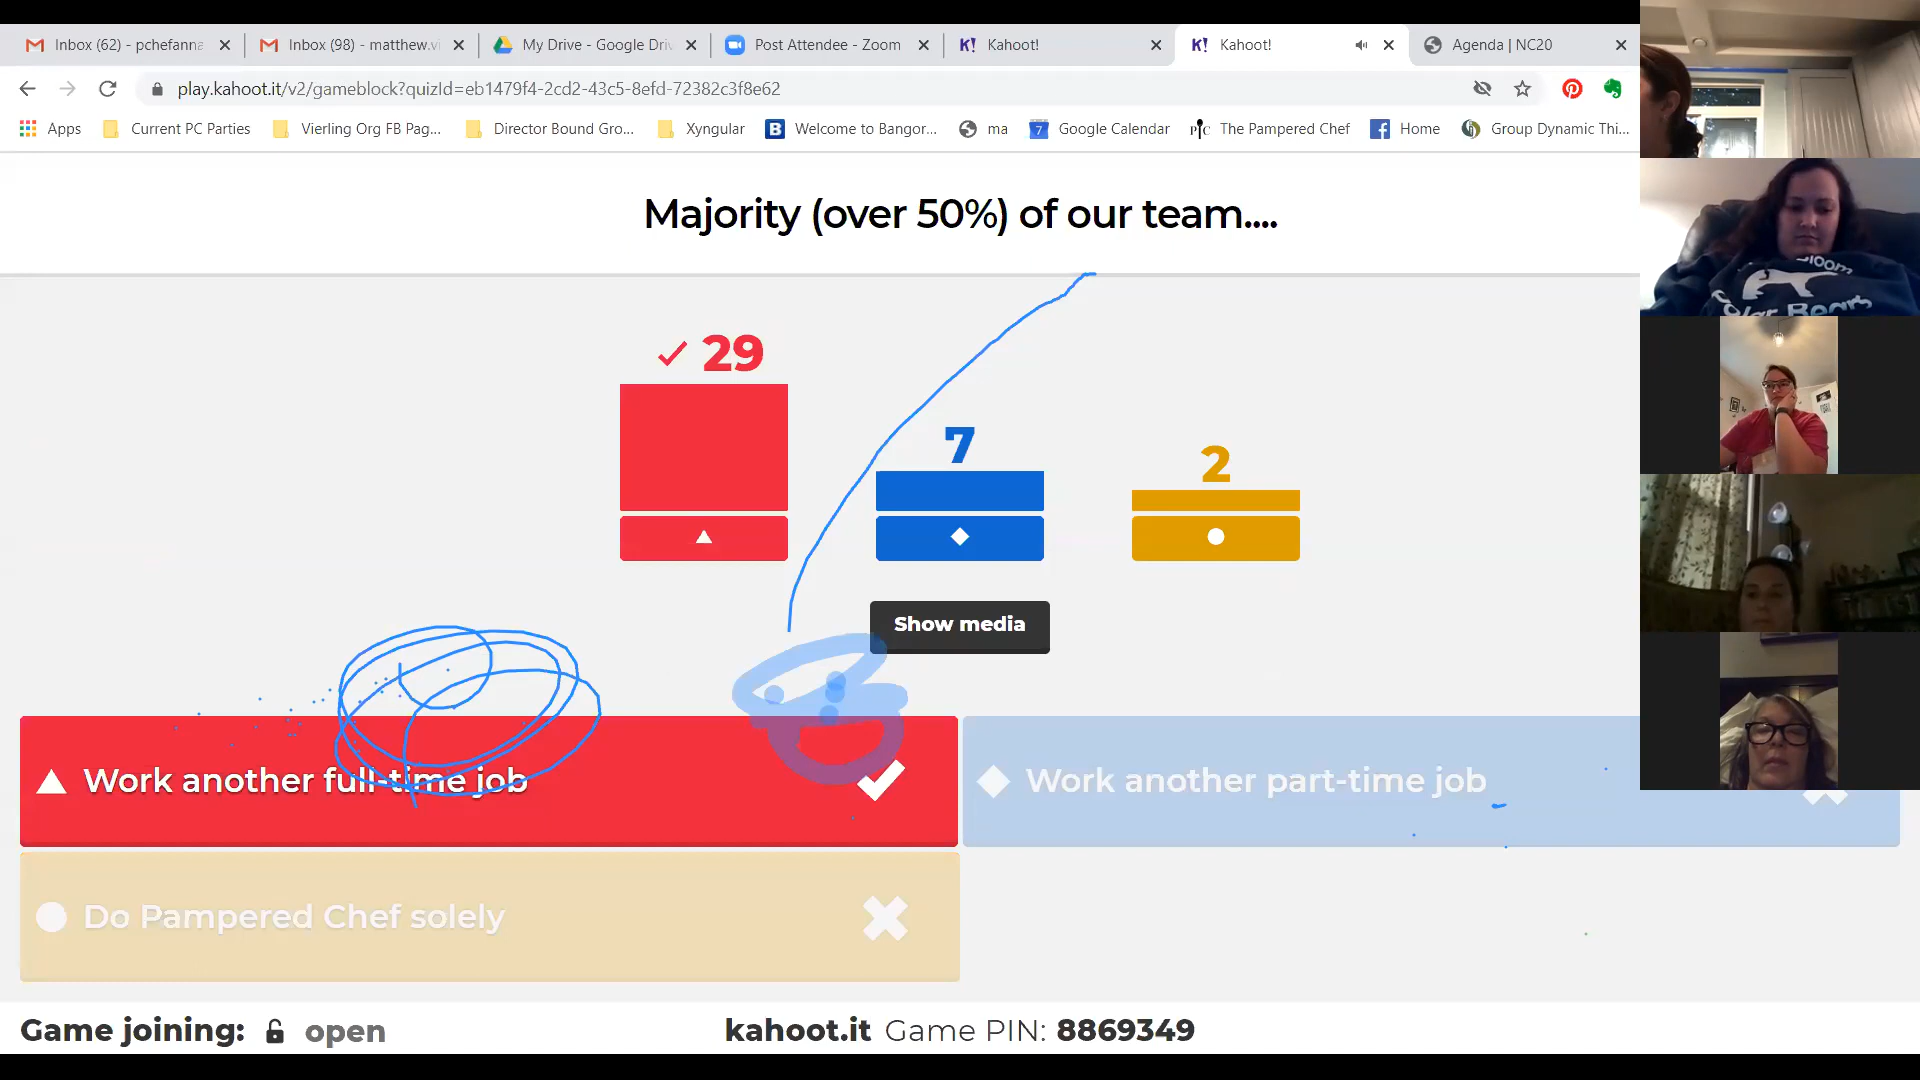 Inbox (62) - pchefanna
Inbox (98) - matthew.vi
My Drive - Google Driv
Post Attendee - Zoom
Kahoot!
Kahoot!
Agenda | NC20
play.kahoot.it/v2/gameblock?quizId=eb1479f4-2cd2-43c5-8efd-72382c3f8e62
Apps
Current PC Parties
Vierling Org FB Pag...
Director Bound Gro...
Xyngular
B
Welcome to Bangor...
ma
7
Google Calendar
The Pampered Chef
Home
Group Dynamic Thi...
Majority (over 50%) of our team....
29
7
2
Show media
Work another full-time job
Work another part-time job
Do Pampered Chef solely
Game joining: open
kahoot.it Game PIN: 8869349